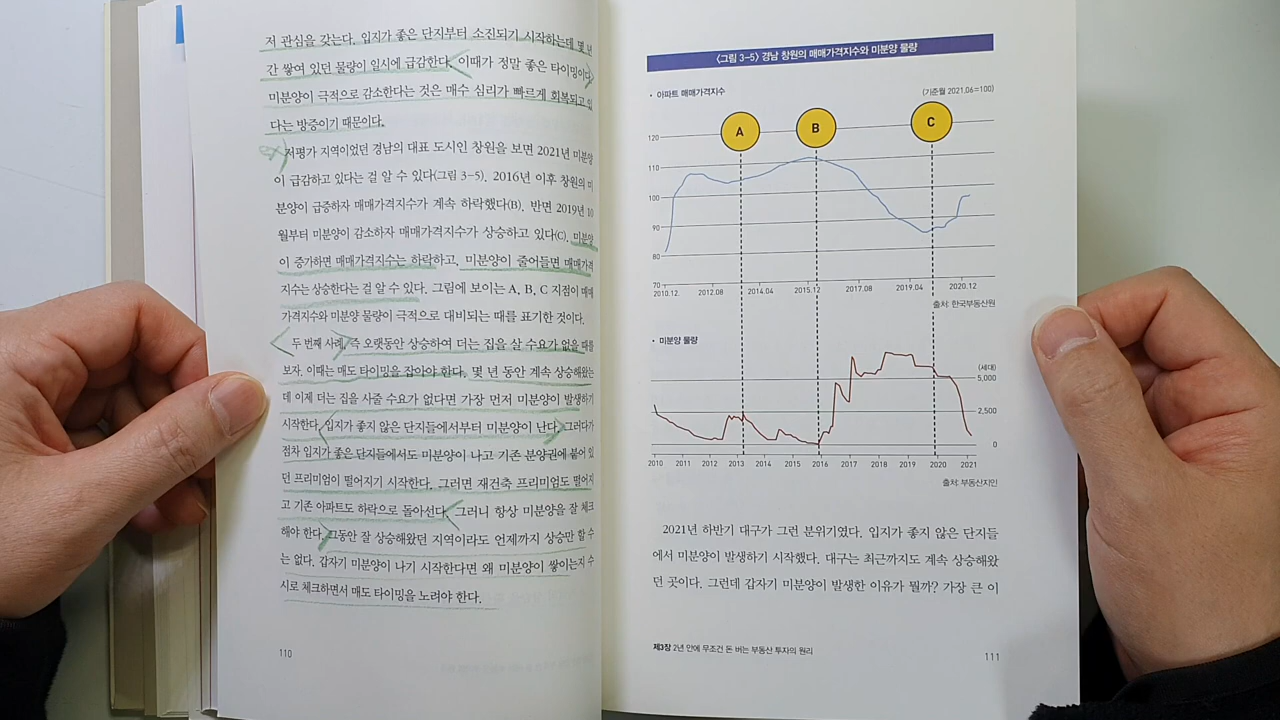 저 관심을 갖는다. 입지가 좋은 단지부터 소진되기 시작하는데 몇 년
간 쌓여 있던 물량이 일시에 급감한다. 이때가 정말 좋은 타이밍이다.
미분양이 극적으로 감소한다는 것은 매수 심리가 빠르게 회복되고 있
다는 방증이기 때문이다.
저평가 지역이었던 경남의 대표 도시인 창원을 보면 2021년 미분양
이 급감하고 있다는 걸 알 수 있다(그림 3-5). 2016년 이후 창원의 미
분양이 급증하자 매매가격지수가 계속 하락했다(B). 반면 2019년 10
월부터 미분양이 감소하자 매매가격지수가 상승하고 있다(C). 미분양
이 증가하면 매매가격지수는 하락하고, 미분양이 줄어들면 매매가격
지수는 상승한다는 걸 알 수 있다. 그림에 보이는 A, B, C 지점이 매매
가격지수와 미분양 물량이 극적으로 대비되는 때를 표기한 것이다.
두 번째 사례, 즉 오랫동안 상승하여 더는 집을 살 수요가 없을 때를
보자. 이때는 매도 타이밍을 잡아야 한다. 몇 년 동안 계속 상승해왔는
데 이제 더는 집을 사줄 수요가 없다면 가장 먼저 미분양이 발생하기
시작한다. 입지가 좋지 않은 단지들에서부터 미분양이 난다. 그러다가
점차 입지가 좋은 단지들에서도 미분양이 나고 기존 분양권에 붙어 있
던 프리미엄이 떨어지기 시작한다. 그러면 재건축 프리미엄도 떨어지
고 기존 아파트도 하락으로 돌아선다. 그러니 항상 미분양을 잘 체크
해야 한다. 그동안 잘 상승해왔던 지역이라도 언제까지 상승만 할 수
는 없다. 갑자기 미분양이 나기 시작한다면 왜 미분양이 쌓이는지 수
시로 체크하면서 매도 타이밍을 노려야 한다.
110
〈그림 3-5〉 경남 창원의 매매가격지수와 미분양 물량
• 아파트 매매가격지수
(기준월 2021.06=100)
A B C
120
110
100
90
80
70
2010.12. 2012.08 2014.04 2015.12 2017.08 2019.04 2020.12.
출처: 한국부동산원
• 미분양 물량
(세대)
5,000
2,500
0
2010 2011 2012 2013 2014 2015 2016 2017 2018 2019 2020 2021
출처: 부동산지인
2021년 하반기 대구가 그런 분위기였다. 입지가 좋지 않은 단지들
에서 미분양이 발생하기 시작했다. 대구는 최근까지도 계속 상승해왔
던 곳이다. 그런데 갑자기 미분양이 발생한 이유가 뭘까? 가장 큰 이
제3장 2년 안에 무조건 돈 버는 부동산 투자의 원리
111